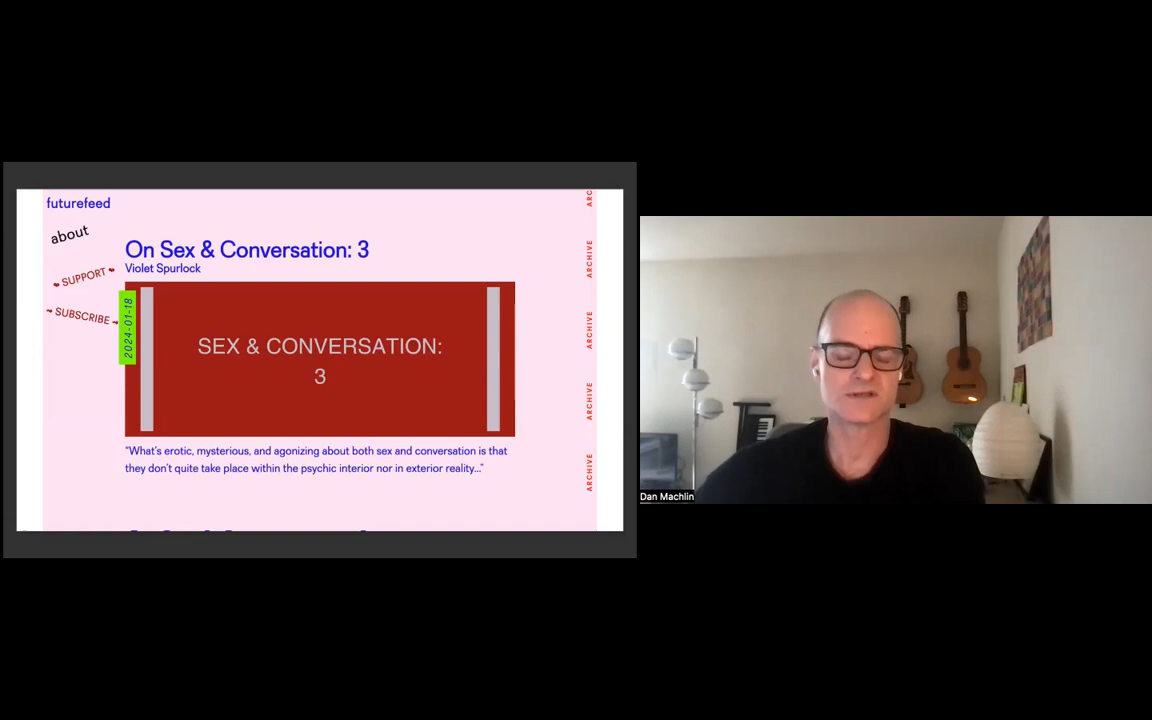 futurefeed
about
SUPPORT
SUBSCRIBE
On Sex & Conversation: 3
Violet Spurlock
2024-01-18
SEX & CONVERSATION:
3
“What’s erotic, mysterious, and agonizing about both sex and conversation is that
they don’t quite take place within the psychic interior nor in exterior reality...”
ARC
ARCHIVE
ARCHIVE
ARCHIVE
ARCHIVE
Dan Machlin